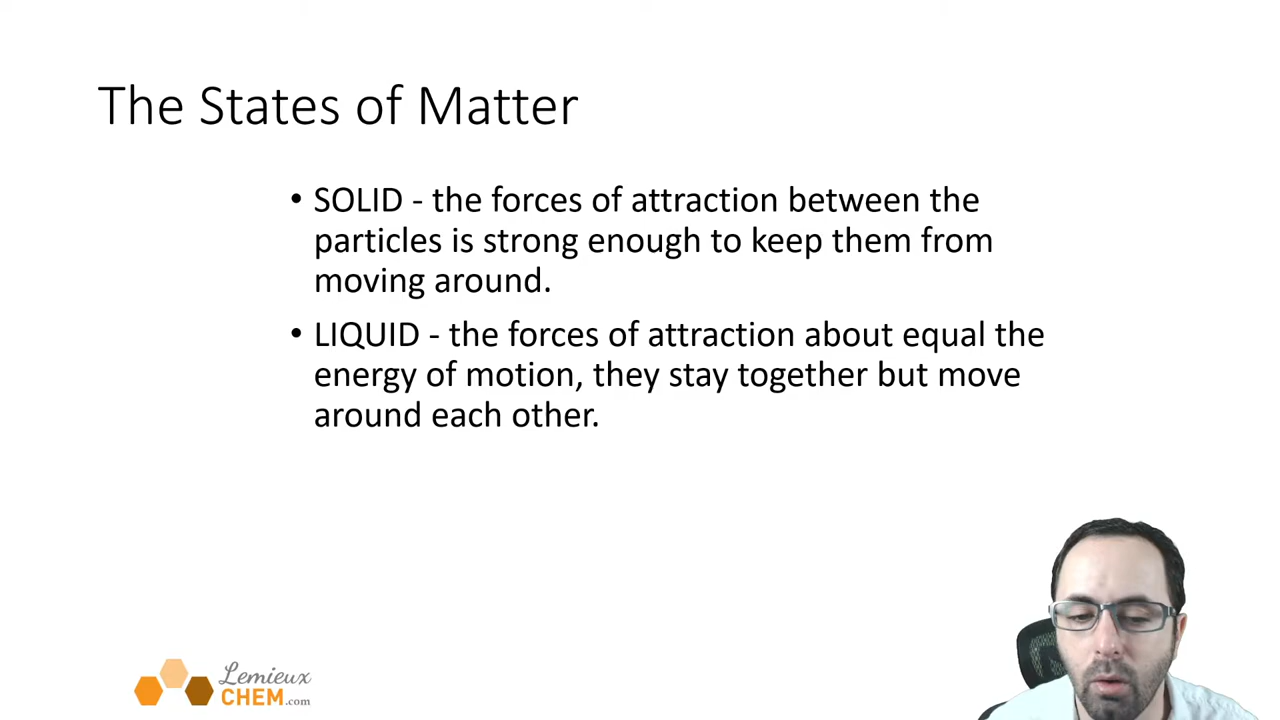 The States of Matter
• SOLID - the forces of attraction between the
particles is strong enough to keep them from
moving around.
• LIQUID - the forces of attraction about equal the
energy of motion, they stay together but move
around each other.
Lemieux
CHEM.com